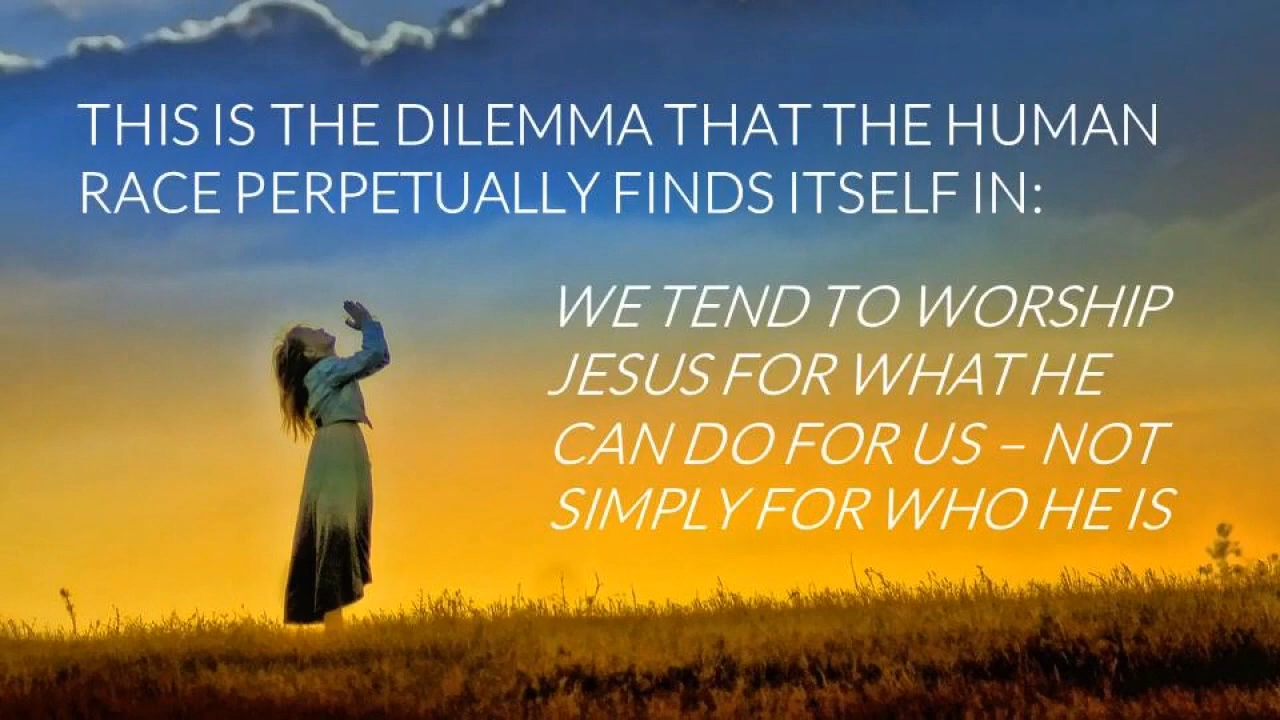 THIS IS THE DILEMMA THAT THE HUMAN
RACE PERPETUALLY FINDS ITSELF IN:
WE TEND TO WORSHIP
JESUS FOR WHAT HE
CAN DO FOR US – NOT
SIMPLY FOR WHO HE IS